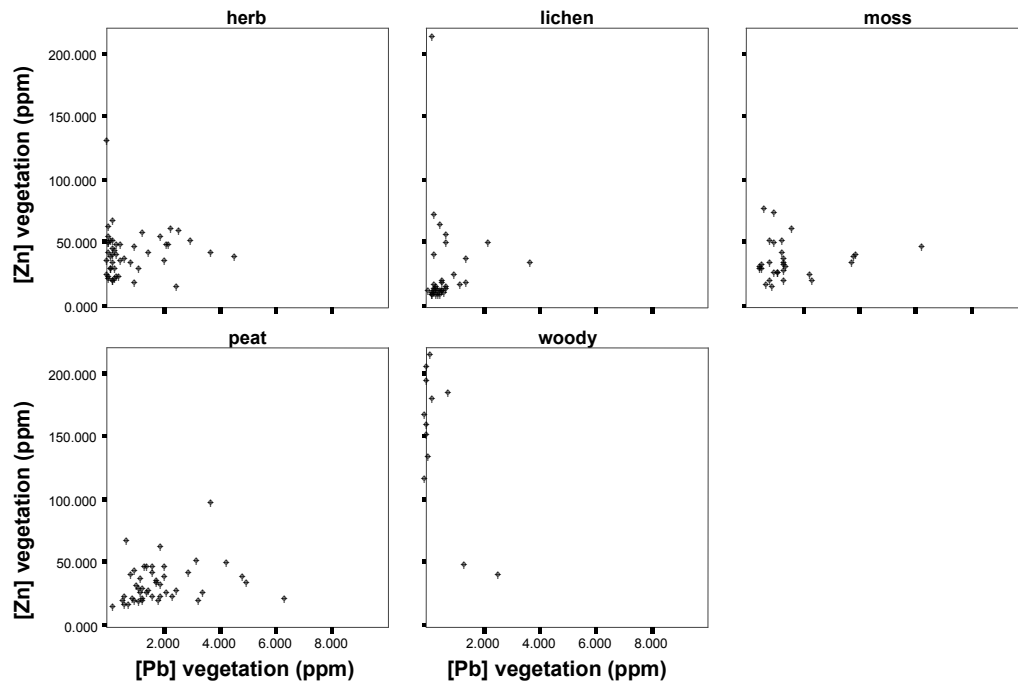 herb lichen moss
[Zn] vegetation (ppm)
200.000
150.000
100.000
50.000
0.000
peat woody
[Zn] vegetation (ppm)
200.000
150.000
100.000
50.000
0.000
2.000 4.000 6.000 8.000 2.000 4.000 6.000 8.000
[Pb] vegetation (ppm) [Pb] vegetation (ppm)